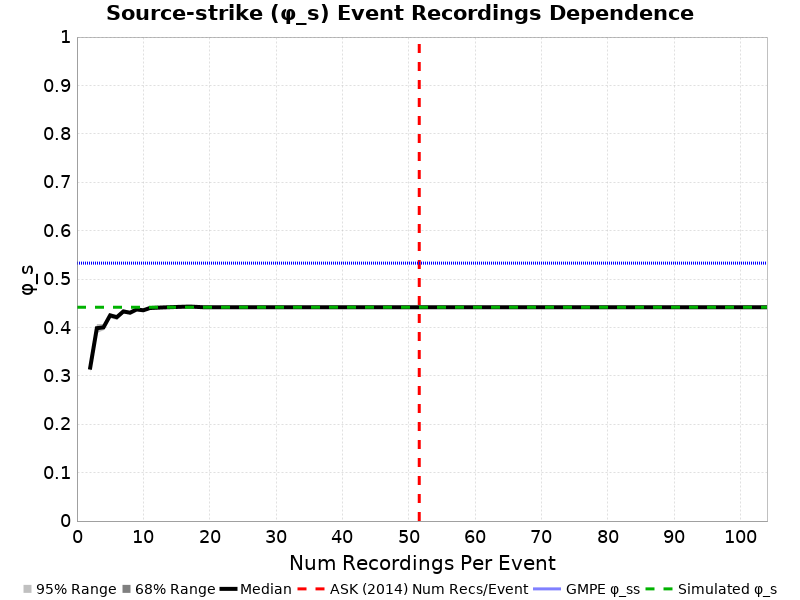 Source-strike (φ_s) Event Recordings Dependence
1
0.9
0.8
0.7
0.6
0.5
0.4
0.3
0.2
0.1
0
φ_s
0 10 20 30 40 50 60 70 80 90 100
Num Recordings Per Event
95% Range 68% Range Median ASK (2014) Num Recs/Event GMPE φ_ss Simulated φ_s